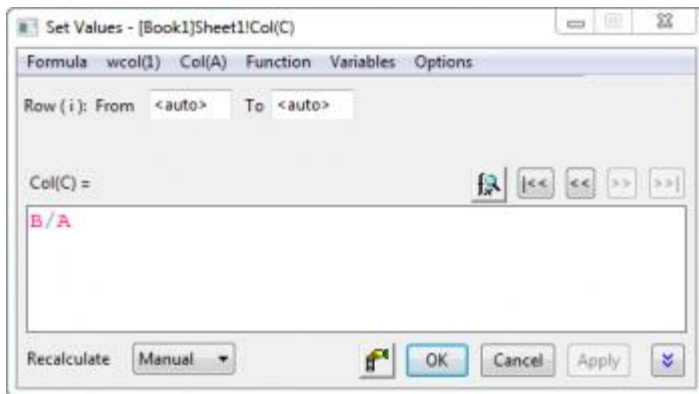 Set Values - [Book1]Sheet1!Col(C)
Formula wcol(1) Col(A) Function Variables Options
Row ( i ): From <auto> To <auto>
Col(C) =
|<< << >> >>|
B/A
Recalculate Manual OK Cancel Apply